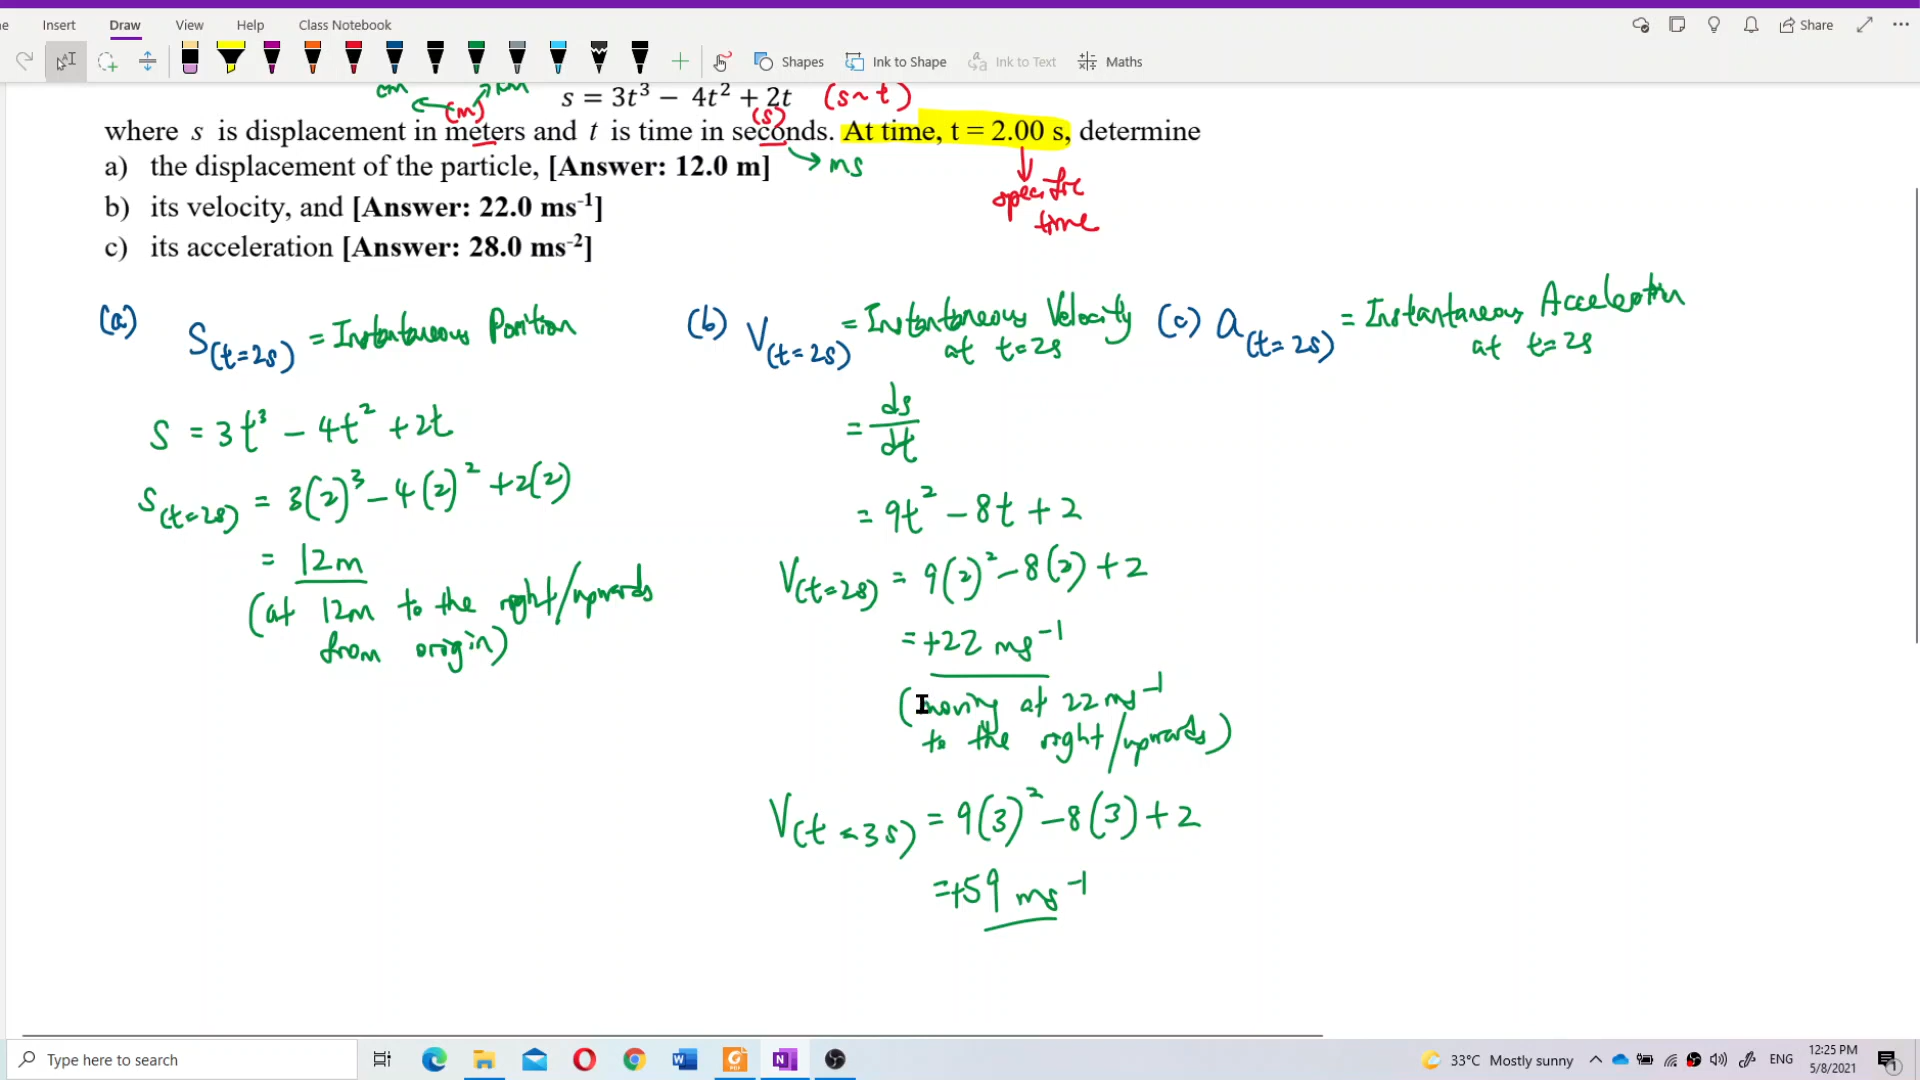 Insert Draw View Help Class Notebook Share
Shapes Ink to Shape Ink to Text Maths
cm
(m)
s = 3t³ − 4t² + 2t (s~t)
(s)
where s is displacement in meters and t is time in seconds. At time, t = 2.00 s, determine
a) the displacement of the particle, [Answer: 12.0 m] ms
specific
time
b) its velocity, and [Answer: 22.0 ms⁻¹]
c) its acceleration [Answer: 28.0 ms⁻²]
(a) S(t=2s) = Instantaneous Position
(b) V(t=2s) = Instantaneous Velocity
at t=2s
(c) a(t=2s) = Instantaneous Acceleration
at t=2s
S = 3t³ − 4t² + 2t
S(t=2s) = 3(2)³ − 4(2)² + 2(2)
= 12m
(at 12m to the right/upwards
from origin)
= ds/dt
= 9t² − 8t + 2
V(t=2s) = 9(2)² − 8(2) + 2
= +22 ms⁻¹
(moving at 22 ms⁻¹
to the right/upwards)
V(t=3s) = 9(3)² − 8(3) + 2
= +59 ms⁻¹
Type here to search
33°C Mostly sunny ENG
12:25 PM
5/8/2021